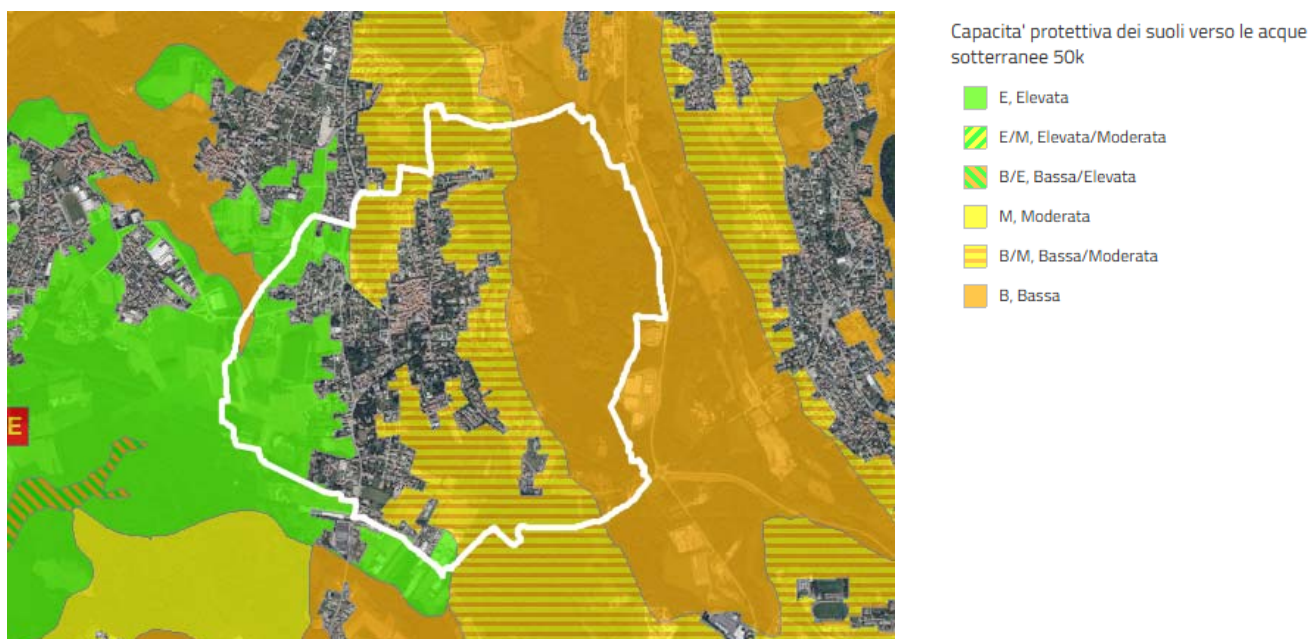 Capacita' protettiva dei suoli verso le acque
sotterranee 50k
E, Elevata
E/M, Elevata/Moderata
B/E, Bassa/Elevata
M, Moderata
B/M, Bassa/Moderata
B, Bassa
E